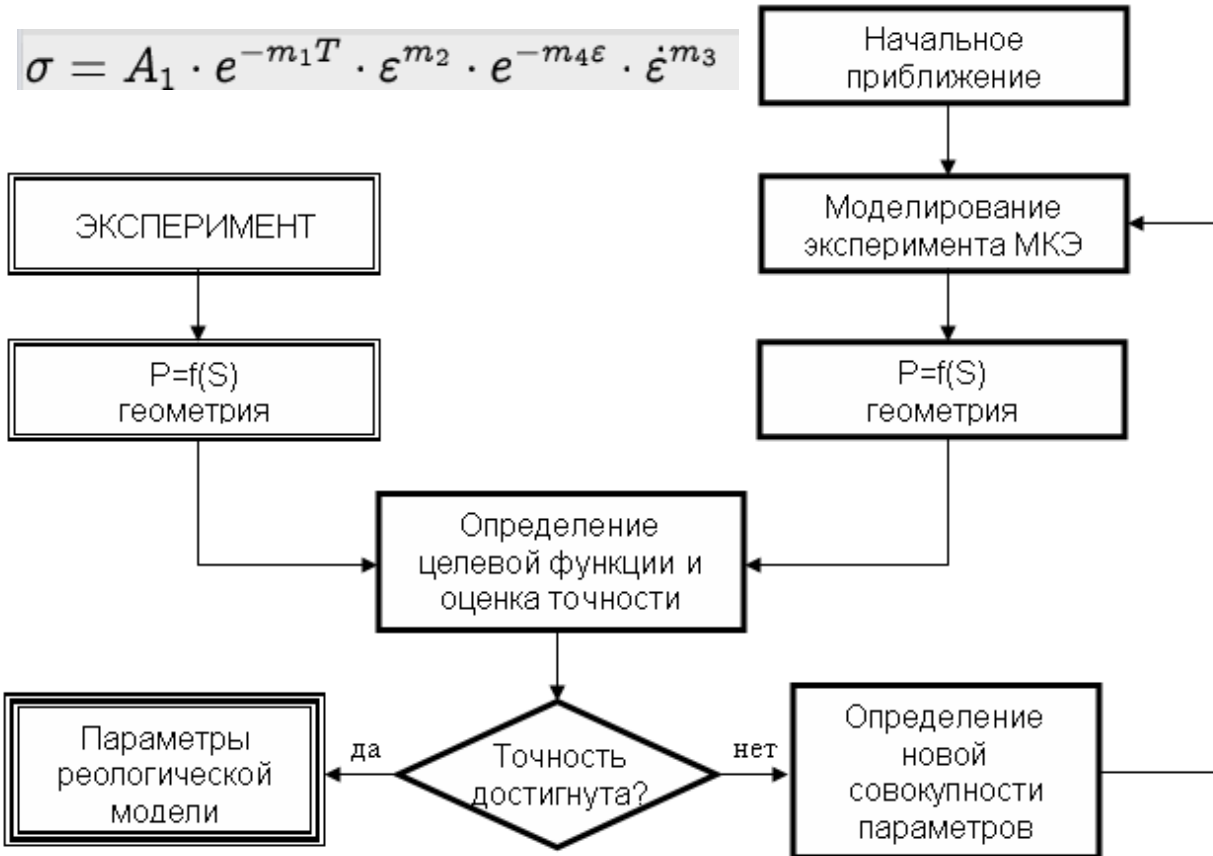 σ = A₁ · e^{-m₁T} · ε^{m₂} · e^{-m₄ε} · ε̇^{m₃}
Начальное
приближение
ЭКСПЕРИМЕНТ
Моделирование
эксперимента МКЭ
P=f(S)
геометрия
P=f(S)
геометрия
Определение
целевой функции и
оценка точности
Параметры
реологической
модели
да
Точность
достигнута?
нет
Определение
новой
совокупности
параметров